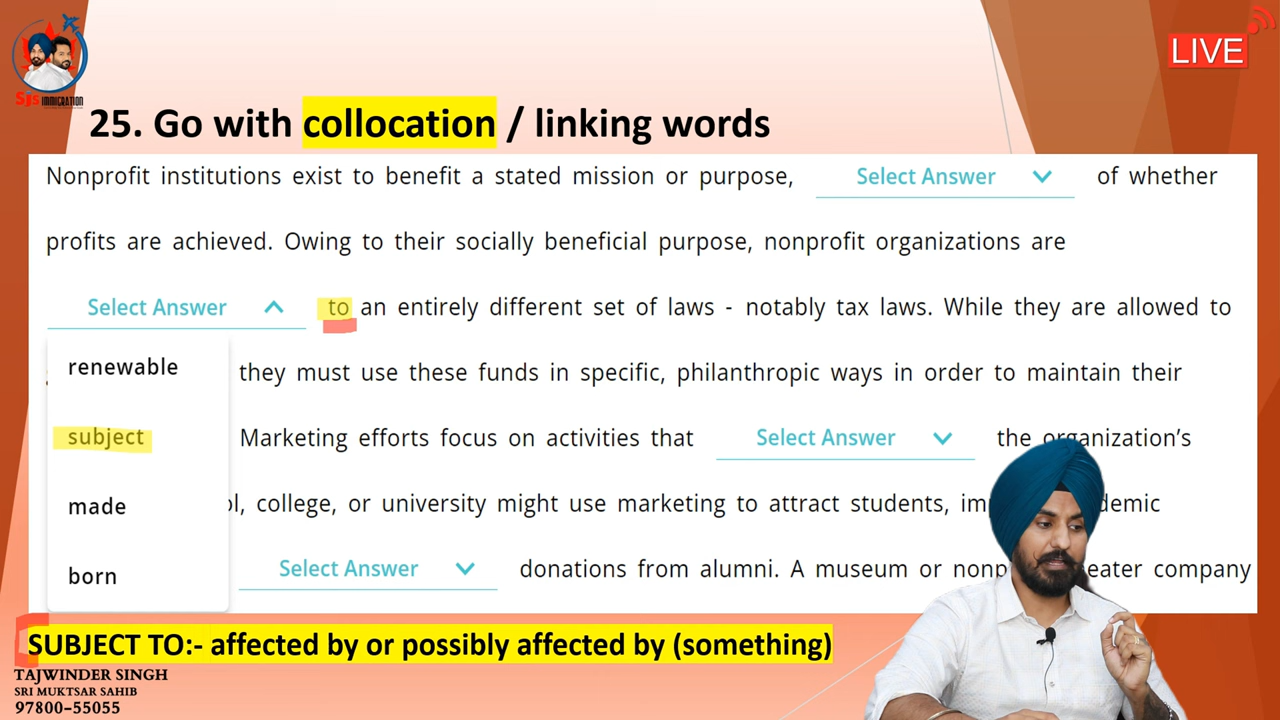 LIVE
SJS IMMIGRATION
25. Go with collocation / linking words
Nonprofit institutions exist to benefit a stated mission or purpose, Select Answer of whether
profits are achieved. Owing to their socially beneficial purpose, nonprofit organizations are
Select Answer to an entirely different set of laws - notably tax laws. While they are allowed to
renewable they must use these funds in specific, philanthropic ways in order to maintain their
subject Marketing efforts focus on activities that Select Answer the organization's
made college, or university might use marketing to attract students,
born Select Answer donations from alumni. A museum or company
SUBJECT TO:- affected by or possibly affected by (something)
TAJWINDER SINGH
SRI MUKTSAR SAHIB
97800-55055